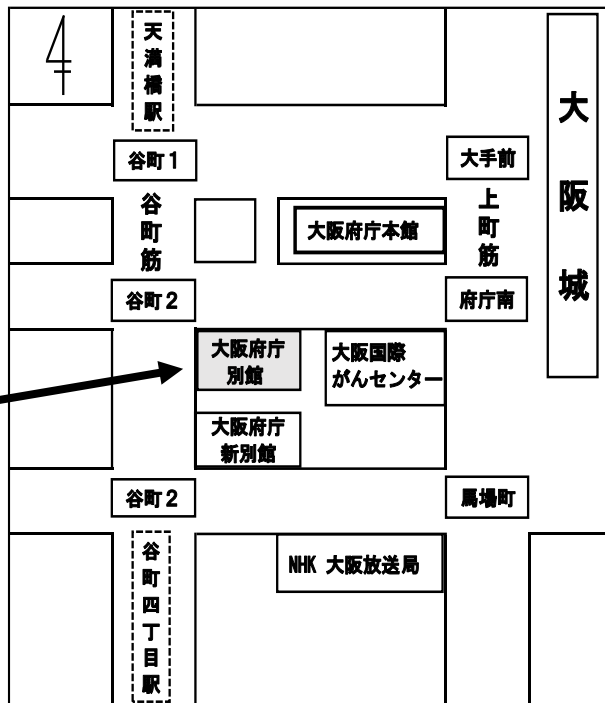 天満橋駅
大阪城
谷町1
大手前
谷町筋
大阪府庁本館
上町筋
谷町2
府庁南
大阪府庁
別館
大阪国際
がんセンター
大阪府庁
新別館
谷町2
馬場町
谷町四丁目駅
NHK 大阪放送局